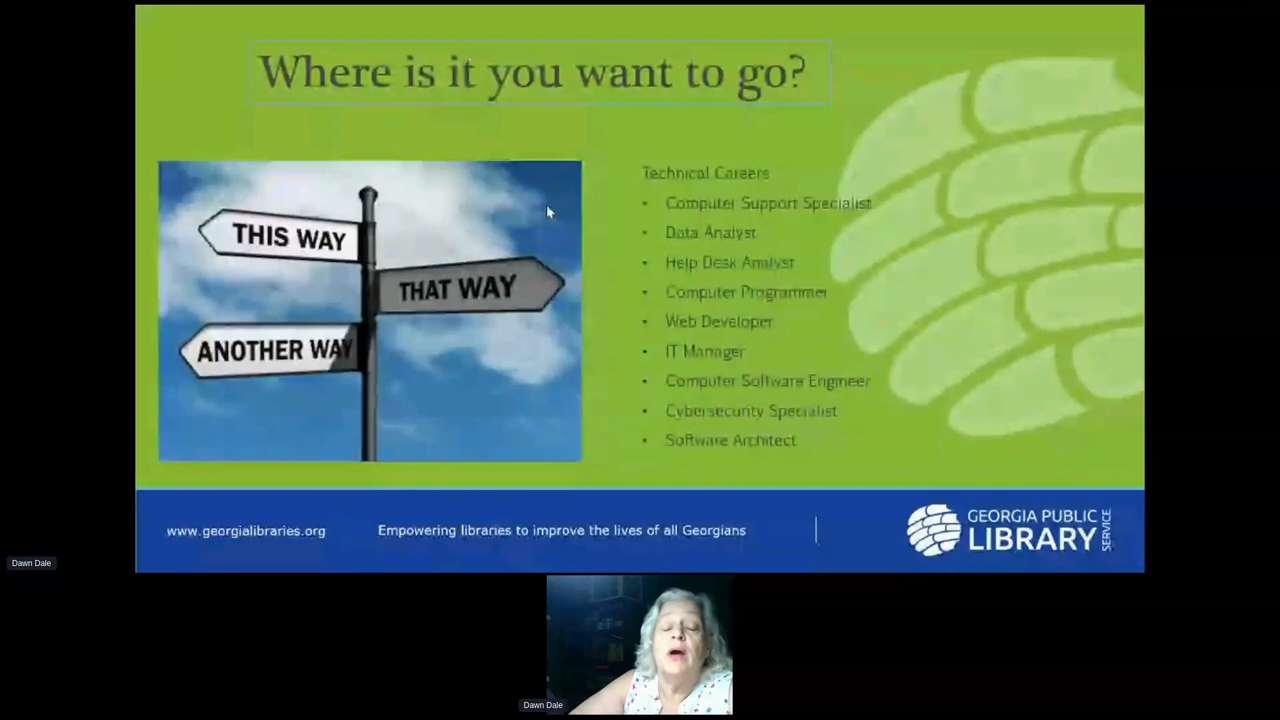 Where is it you want to go?
THIS WAY
THAT WAY
ANOTHER WAY
Technical Careers
• Computer Support Specialist
• Data Analyst
• Help Desk Analyst
• Computer Programmer
• Web Developer
• IT Manager
• Computer Software Engineer
• Cybersecurity Specialist
• Software Architect
www.georgialibraries.org
Empowering libraries to improve the lives of all Georgians
GEORGIA PUBLIC
LIBRARY
SERVICE
Dawn Dale
Dawn Dale